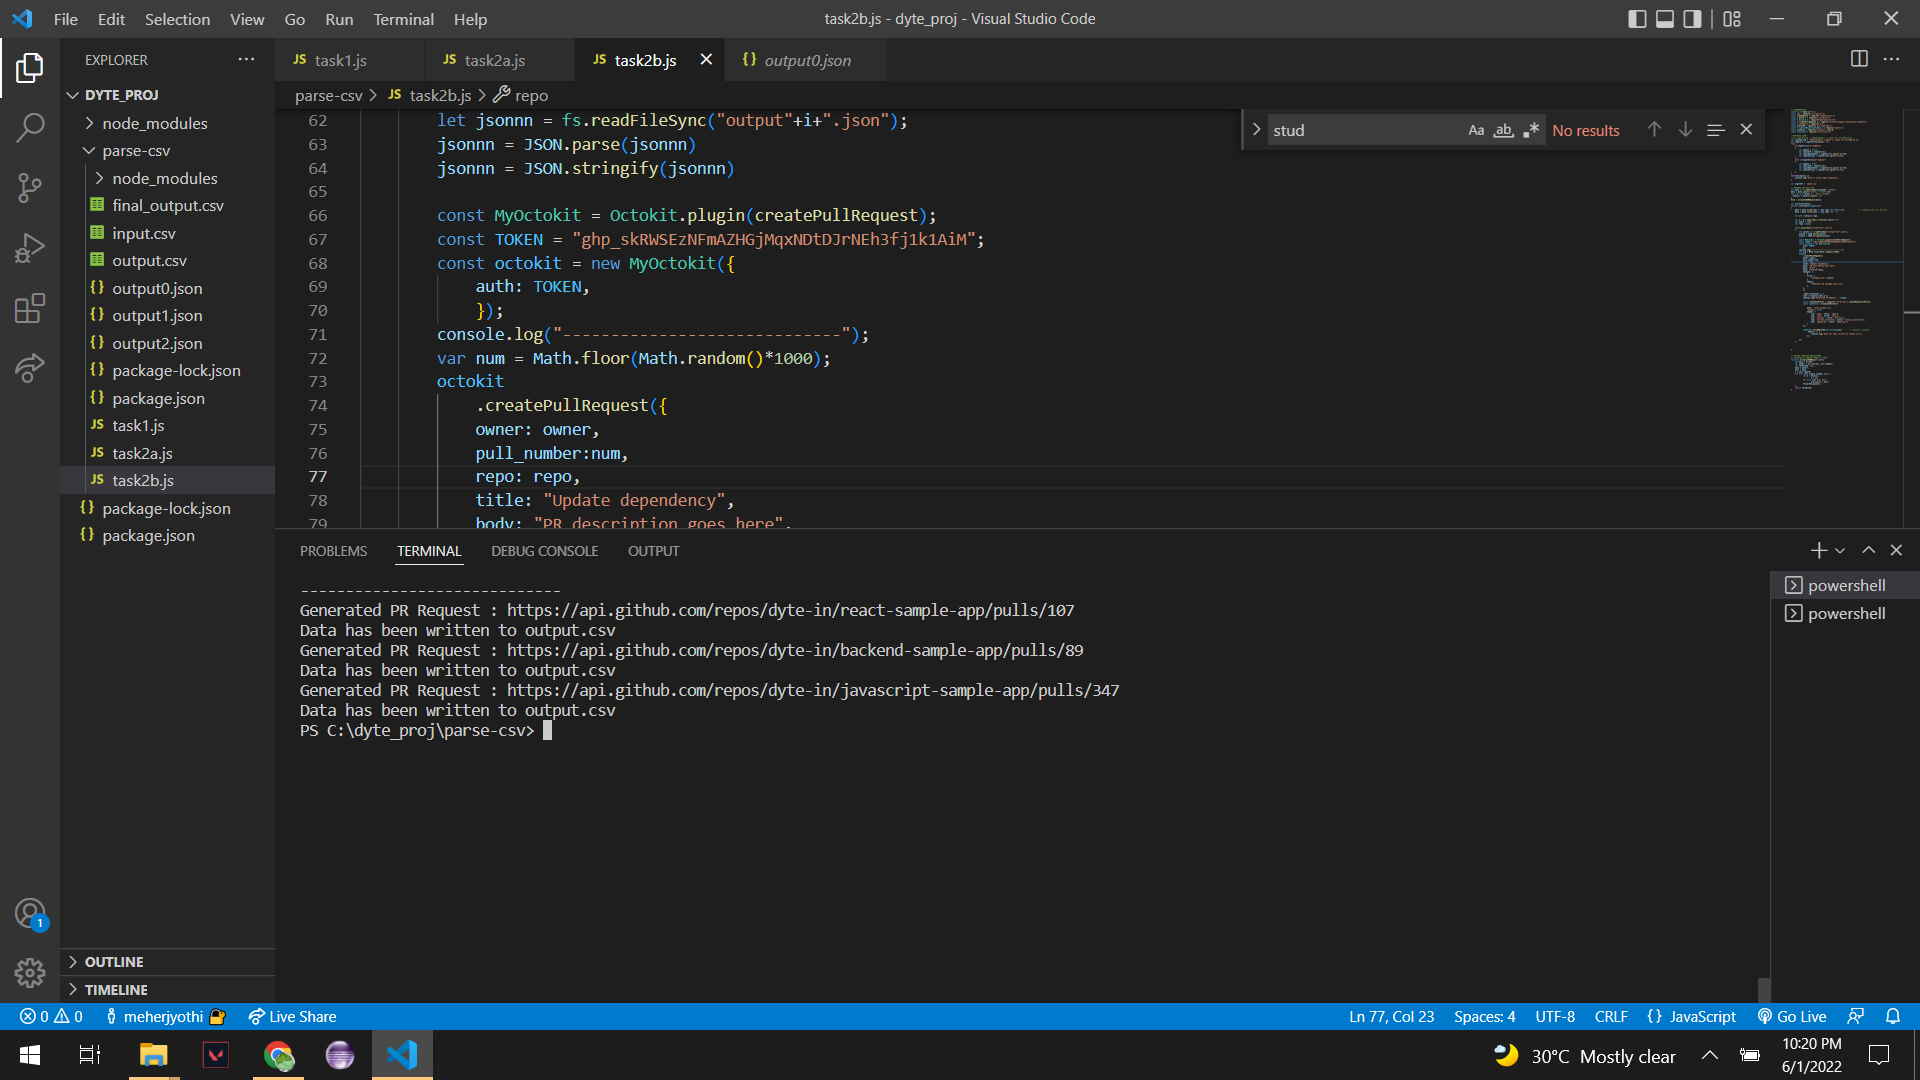 File Edit Selection View Go Run Terminal Help
task2b.js - dyte_proj - Visual Studio Code
EXPLORER
DYTE_PROJ
node_modules
parse-csv
node_modules
final_output.csv
input.csv
output.csv
output0.json
output1.json
output2.json
package-lock.json
package.json
task1.js
task2a.js
task2b.js
package-lock.json
package.json
OUTLINE
TIMELINE
JS task1.js
JS task2a.js
JS task2b.js
{} output0.json
parse-csv > JS task2b.js > repo
62 let jsonnn = fs.readFileSync("output"+i+".json");
63 jsonnn = JSON.parse(jsonnn)
64 jsonnn = JSON.stringify(jsonnn)
65
66 const MyOctokit = Octokit.plugin(createPullRequest);
67 const TOKEN = "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";
68 const octokit = new MyOctokit({
69 auth: TOKEN,
70 });
71 console.log("-----------------------------");
72 var num = Math.floor(Math.random()*1000);
73 octokit
74 .createPullRequest({
75 owner: owner,
76 pull_number:num,
77 repo: repo,
78 title: "Update dependency",
79 body: "PR description goes here",
stud
Aa ab .*
No results
PROBLEMS TERMINAL DEBUG CONSOLE OUTPUT
-----------------------------
Generated PR Request : https://api.github.com/repos/dyte-in/react-sample-app/pulls/107
Data has been written to output.csv
Generated PR Request : https://api.github.com/repos/dyte-in/backend-sample-app/pulls/89
Data has been written to output.csv
Generated PR Request : https://api.github.com/repos/dyte-in/javascript-sample-app/pulls/347
Data has been written to output.csv
PS C:\dyte_proj\parse-csv>
powershell
powershell
1
0 0 meherjyothi Live Share
Ln 77, Col 23 Spaces: 4 UTF-8 CRLF {} JavaScript Go Live
30°C Mostly clear
10:20 PM
6/1/2022